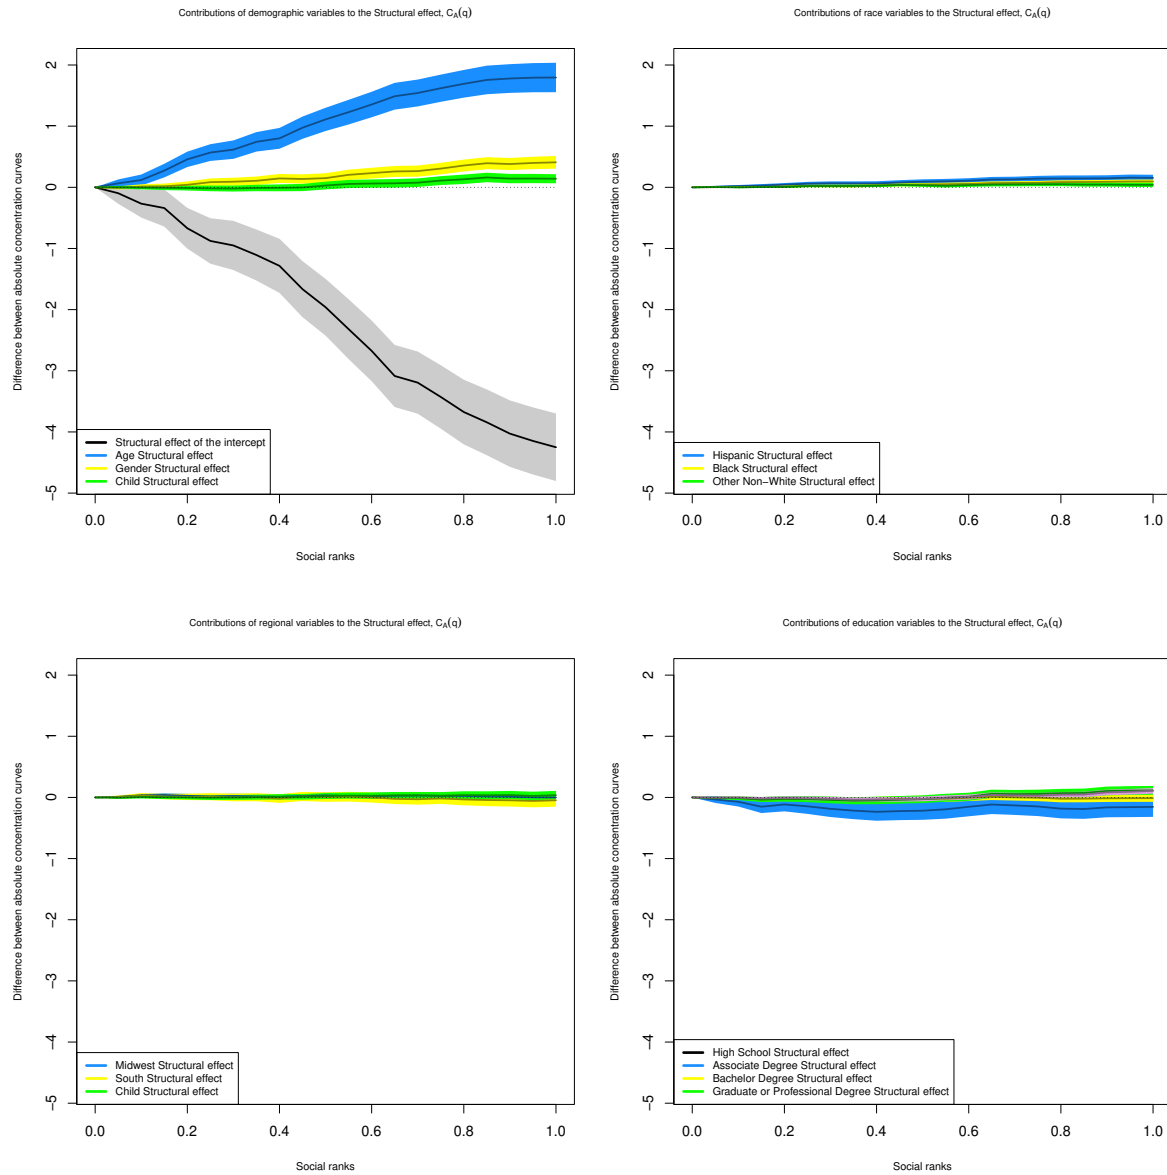 Contributions of demographic variables to the Structural effect, C_A(q)
Difference between absolute concentration curves
2
1
0
−1
−2
−3
−4
−5
Structural effect of the intercept
Age Structural effect
Gender Structural effect
Child Structural effect
0.0 0.2 0.4 0.6 0.8 1.0
Social ranks
Contributions of race variables to the Structural effect, C_A(q)
Difference between absolute concentration curves
2
1
0
−1
−2
−3
−4
−5
Hispanic Structural effect
Black Structural effect
Other Non−White Structural effect
0.0 0.2 0.4 0.6 0.8 1.0
Social ranks
Contributions of regional variables to the Structural effect, C_A(q)
Difference between absolute concentration curves
2
1
0
−1
−2
−3
−4
−5
Midwest Structural effect
South Structural effect
Child Structural effect
0.0 0.2 0.4 0.6 0.8 1.0
Social ranks
Contributions of education variables to the Structural effect, C_A(q)
Difference between absolute concentration curves
2
1
0
−1
−2
−3
−4
−5
High School Structural effect
Associate Degree Structural effect
Bachelor Degree Structural effect
Graduate or Professional Degree Structural effect
0.0 0.2 0.4 0.6 0.8 1.0
Social ranks